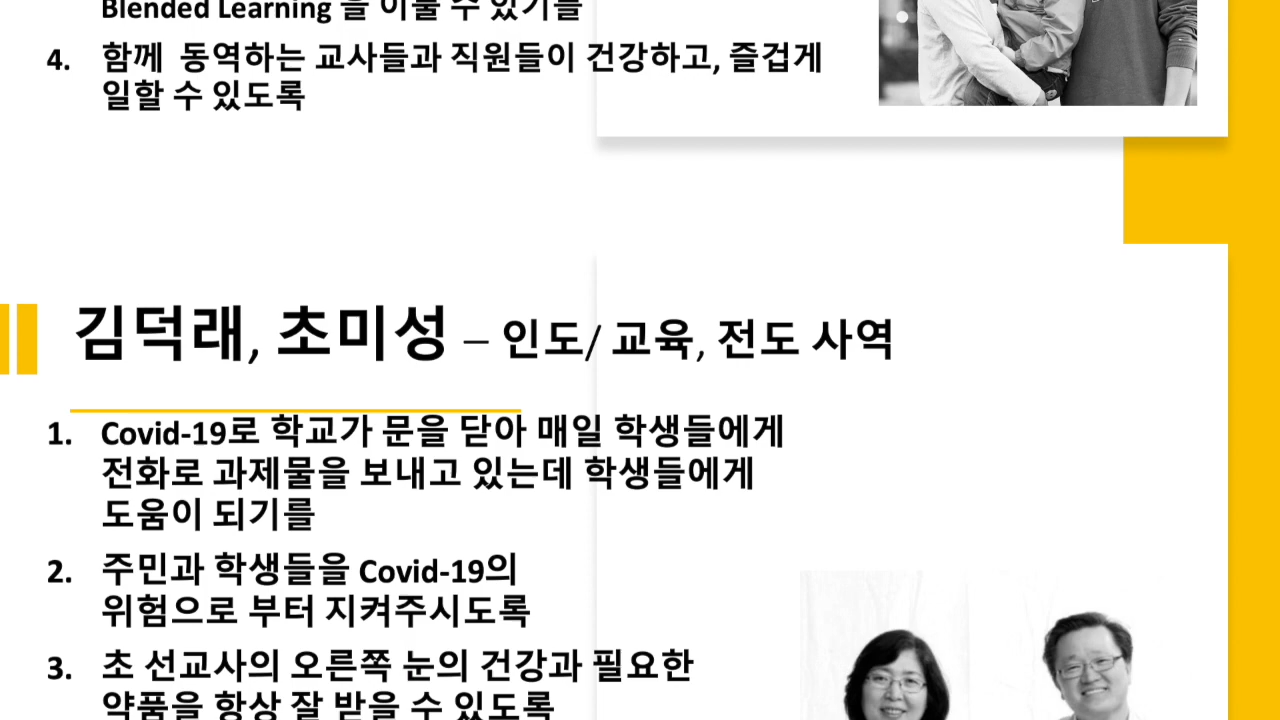 Blended Learning 을 이룰 수 있기를
4. 함께 동역하는 교사들과 직원들이 건강하고, 즐겁게
일할 수 있도록
김덕래, 초미성 – 인도/ 교육, 전도 사역
1. Covid-19로 학교가 문을 닫아 매일 학생들에게
전화로 과제물을 보내고 있는데 학생들에게
도움이 되기를
2. 주민과 학생들을 Covid-19의
위험으로 부터 지켜주시도록
3. 초 선교사의 오른쪽 눈의 건강과 필요한
약품을 항상 잘 받을 수 있도록